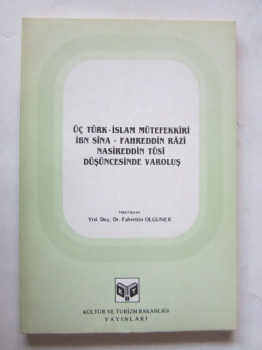 ÜÇ TÜRK-İSLAM MÜTEFEKKİRİ
İBN SİNA - FAHREDDİN RÂZİ
NASİREDDİN TÛSİ
DÜŞÜNCESİNDE VAROLUŞ
Hazırlayan
Yrd. Doç. Dr. Fahrettin OLGUNER
KÜLTÜR VE TURİZM BAKANLIĞI
YAYINLARI